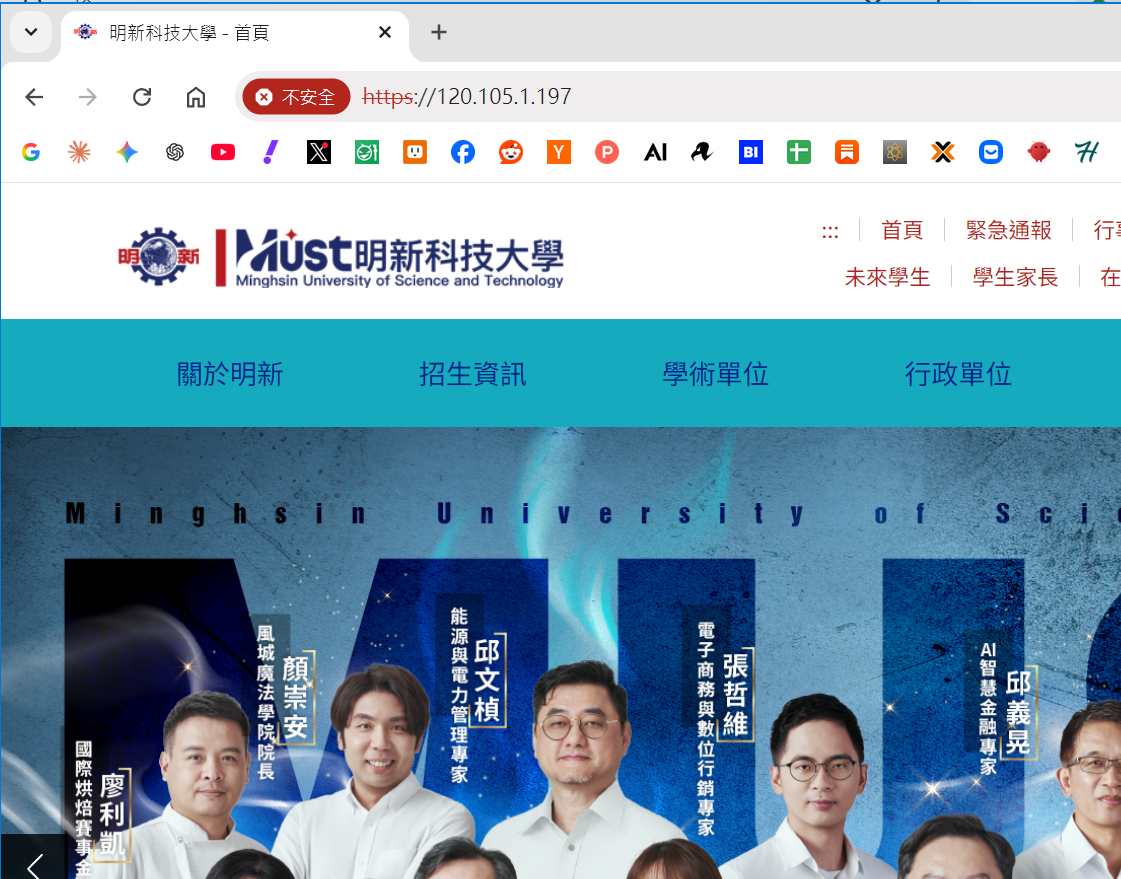 明新科技大學 - 首頁
不安全
https://120.105.1.197
明 新
Must明新科技大學
Minghsin University of Science and Technology
::: 首頁 緊急通報
未來學生 學生家長 在
關於明新 招生資訊 學術單位 行政單位
Minghsin University of Sci
MUS
國際烘焙賽事金
廖利凱
風城魔法學院院長
顏崇安
能源與電力管理專家
邱文楨
電子商務與數位行銷專家
張哲維
AI智慧金融專家
邱義晃